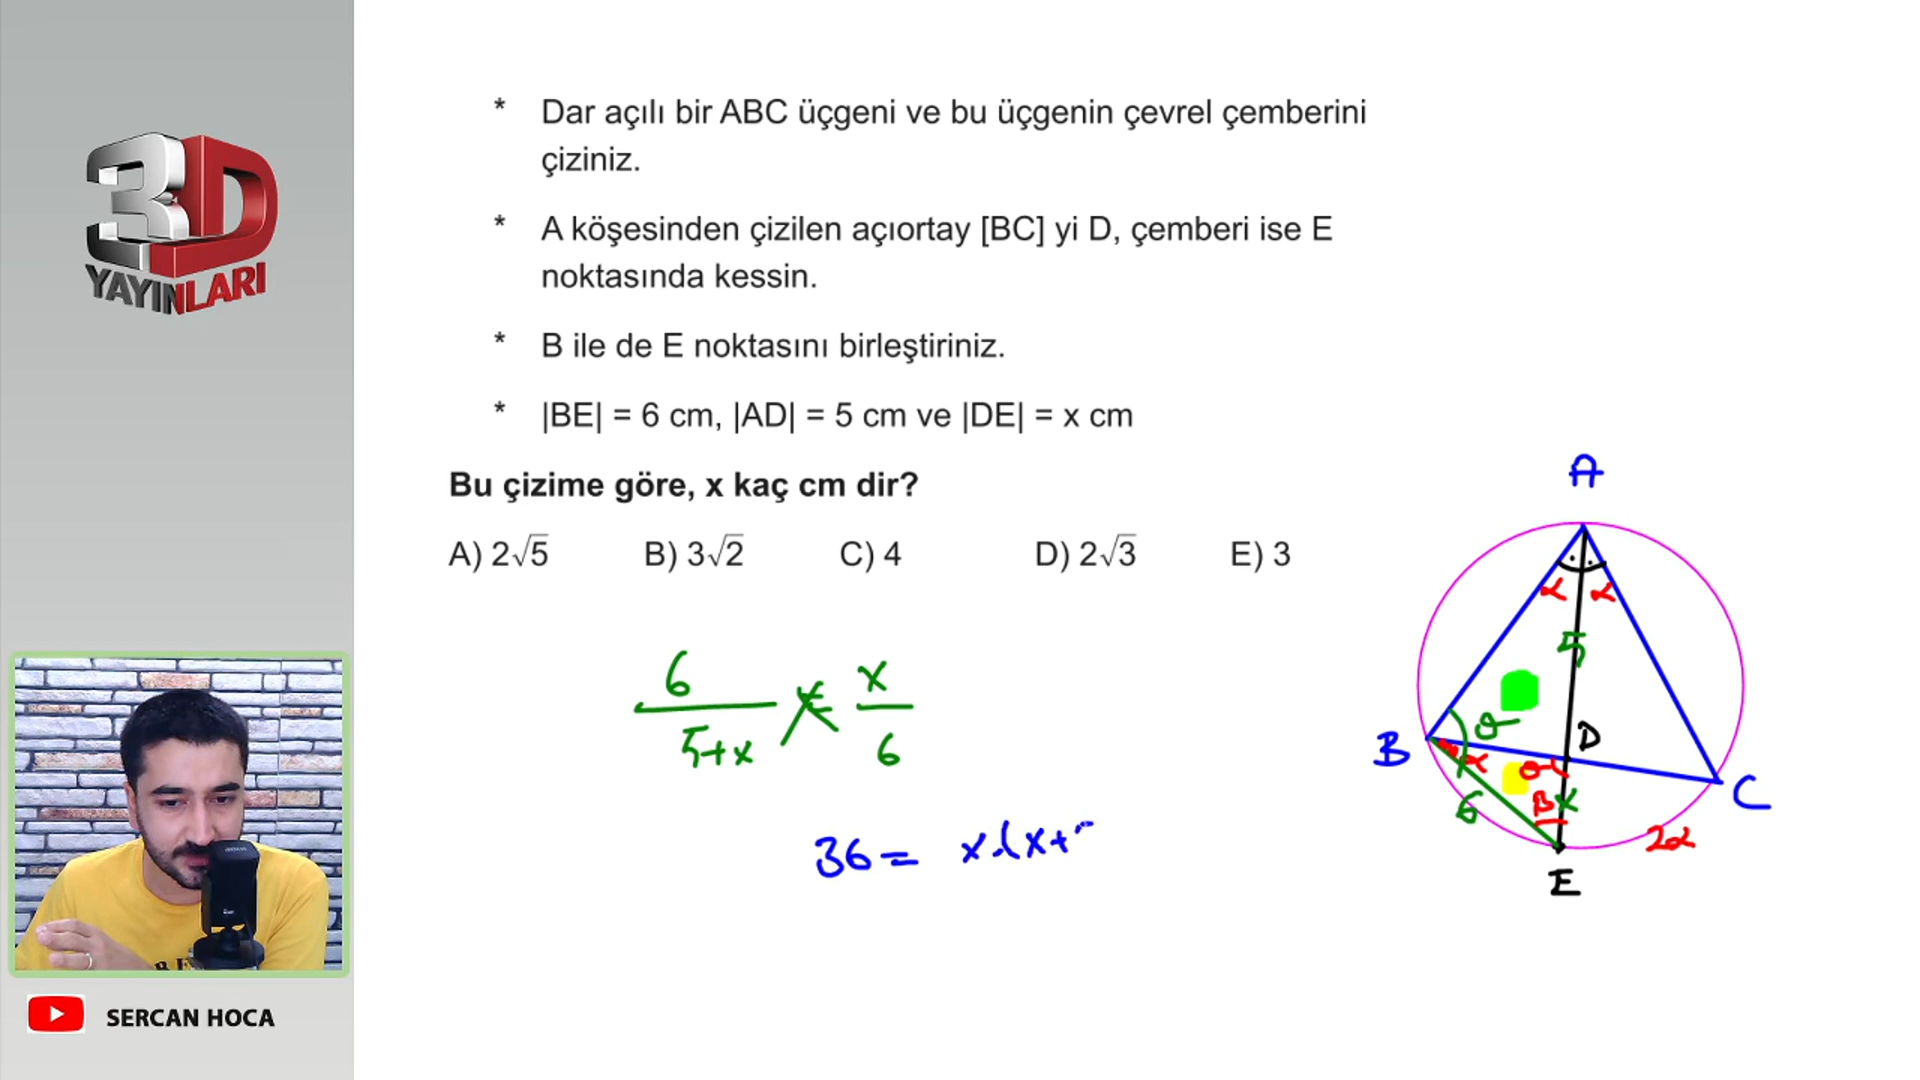 3D
YAYINLARI
* Dar açılı bir ABC üçgeni ve bu üçgenin çevrel çemberini
çiziniz.
* A köşesinden çizilen açıortay [BC] yi D, çemberi ise E
noktasında kessin.
* B ile de E noktasını birleştiriniz.
* |BE| = 6 cm, |AD| = 5 cm ve |DE| = x cm
Bu çizime göre, x kaç cm dir?
A) 2√5 B) 3√2 C) 4 D) 2√3 E) 3
A
α α
5
θ
B D
α θ
6 β x
C
2α
E
6 x
5+x 6
36 = x.(x+
SERCAN HOCA